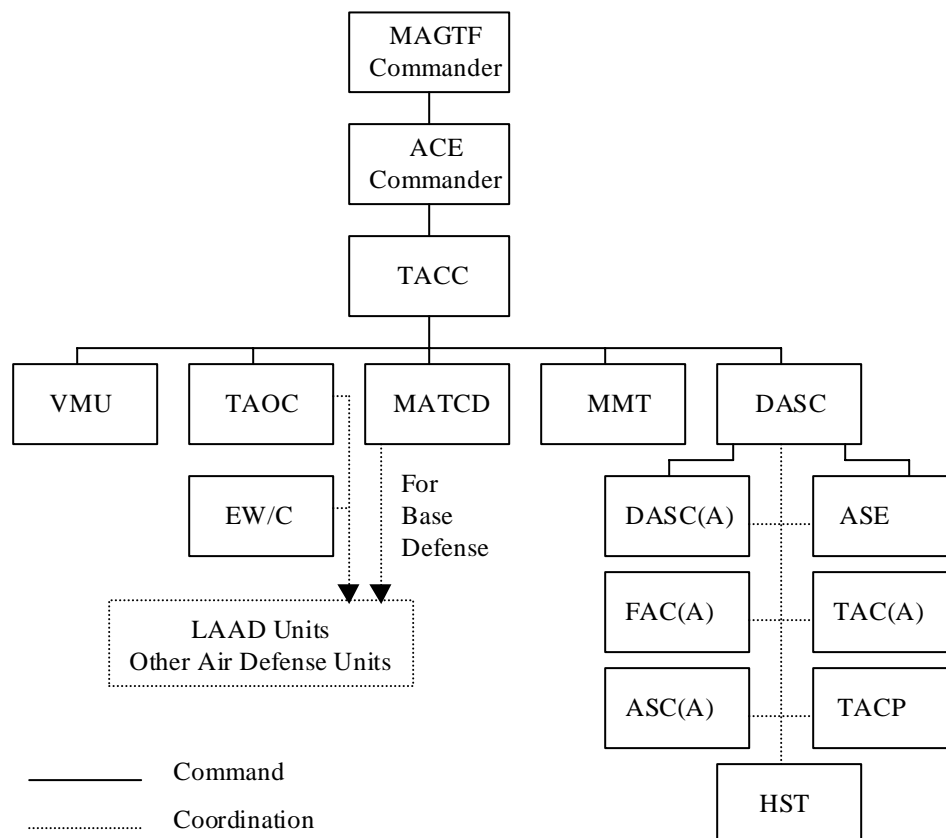 MAGTF
Commander
ACE
Commander
TACC
VMU
TAOC
MATCD
MMT
DASC
EW/C
For
Base
Defense
DASC(A)
ASE
FAC(A)
TAC(A)
LAAD Units
Other Air Defense Units
ASC(A)
TACP
HST
Command
Coordination